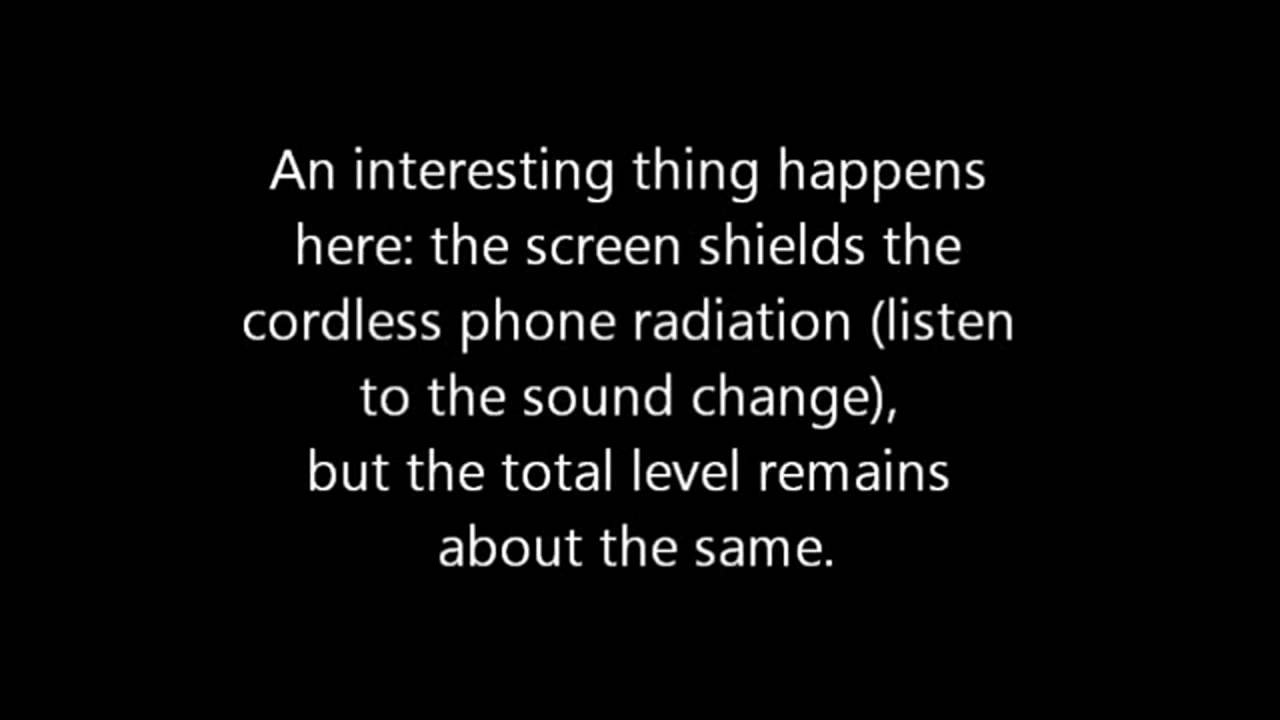 An interesting thing happens
here: the screen shields the
cordless phone radiation (listen
to the sound change),
but the total level remains
about the same.